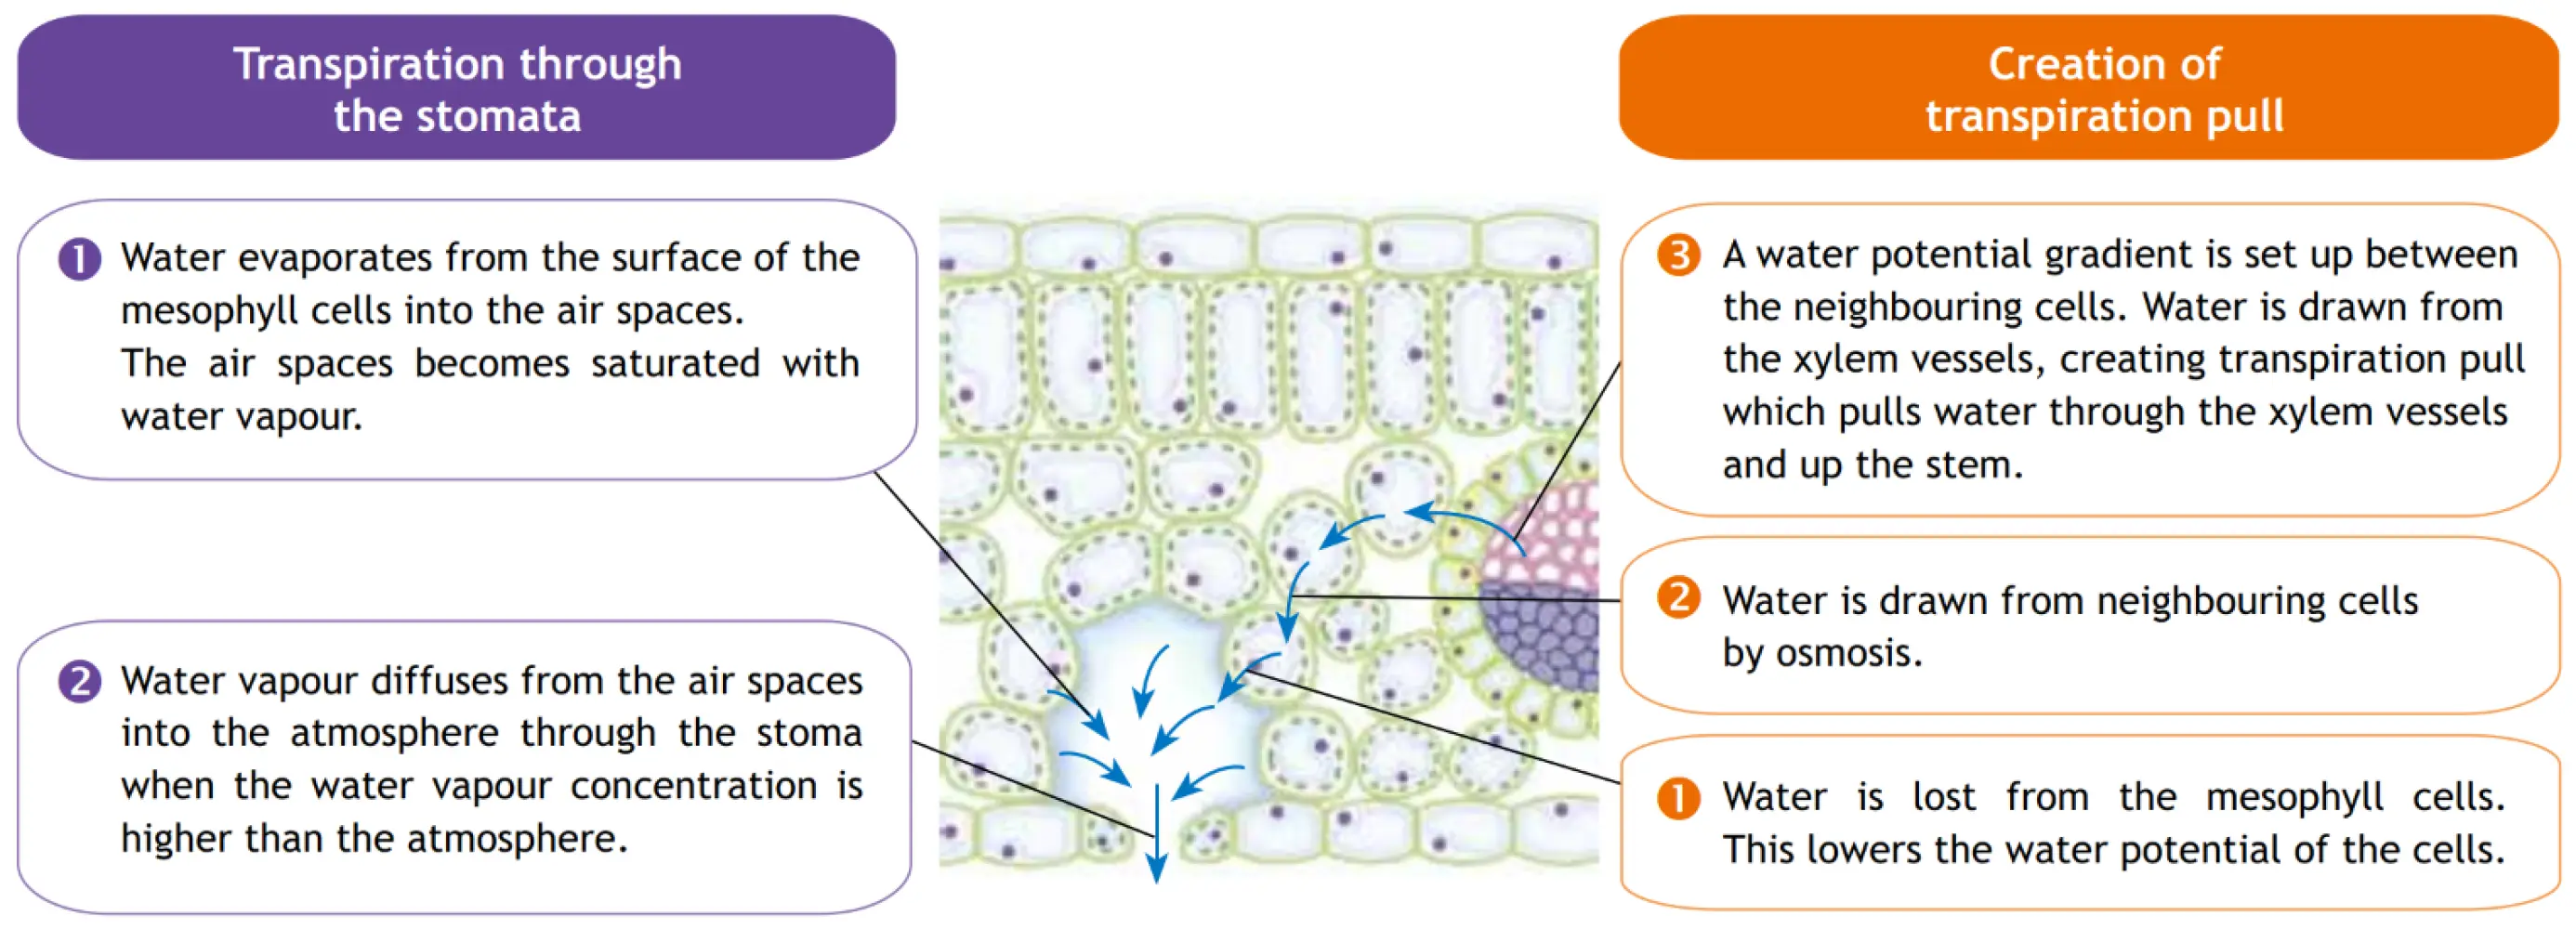 Transpiration through
the stomata
1 Water evaporates from the surface of the
mesophyll cells into the air spaces.
The air spaces becomes saturated with
water vapour.
2 Water vapour diffuses from the air spaces
into the atmosphere through the stoma
when the water vapour concentration is
higher than the atmosphere.
Creation of
transpiration pull
3 A water potential gradient is set up between
the neighbouring cells. Water is drawn from
the xylem vessels, creating transpiration pull
which pulls water through the xylem vessels
and up the stem.
2 Water is drawn from neighbouring cells
by osmosis.
1 Water is lost from the mesophyll cells.
This lowers the water potential of the cells.